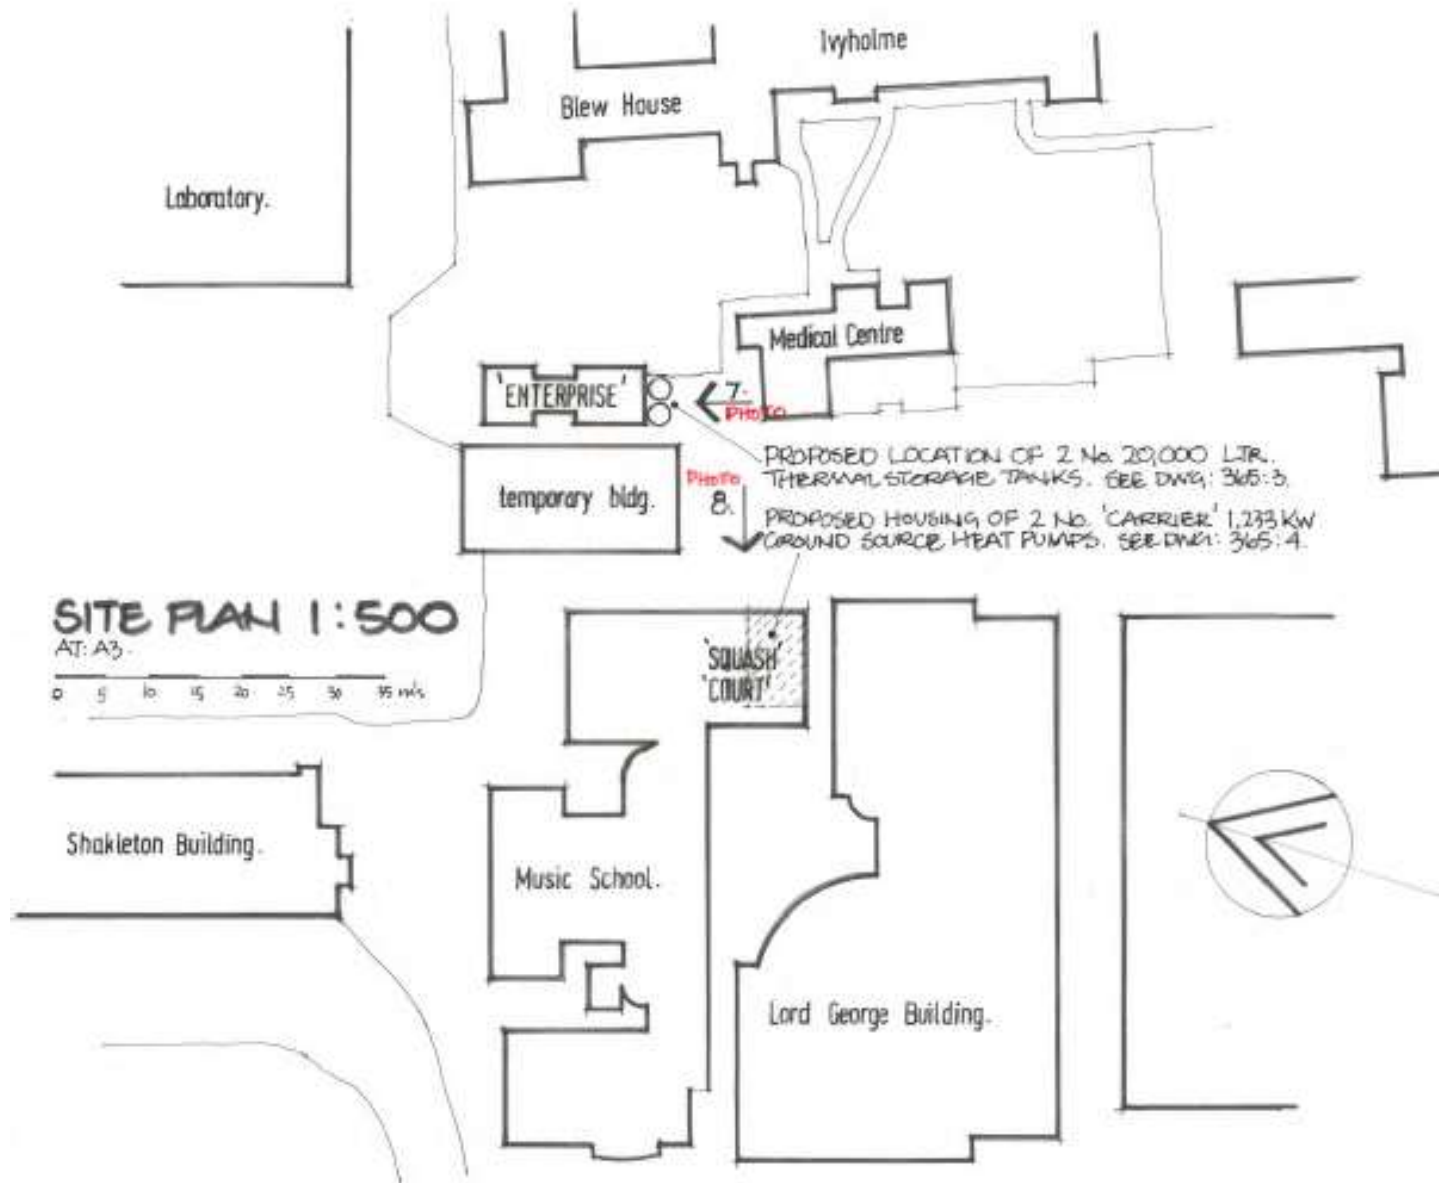 Ivyholme
Blew House
Laboratory.
Medical Centre
'ENTERPRISE'
7.
PHOTO
PROPOSED LOCATION OF 2 No. 20,000 LTR.
THERMAL STORAGE TANKS. SEE DWG: 365:3.
temporary bldg.
PHOTO
8.
PROPOSED HOUSING OF 2 No. 'CARRIER' 1,233 KW
GROUND SOURCE HEAT PUMPS. SEE DWG: 365:4.
SITE PLAN 1:500
AT: A3.
0 5 10 15 20 25 30 35 m's
'SQUASH'
'COURT'
Shakleton Building.
Music School.
Lord George Building.